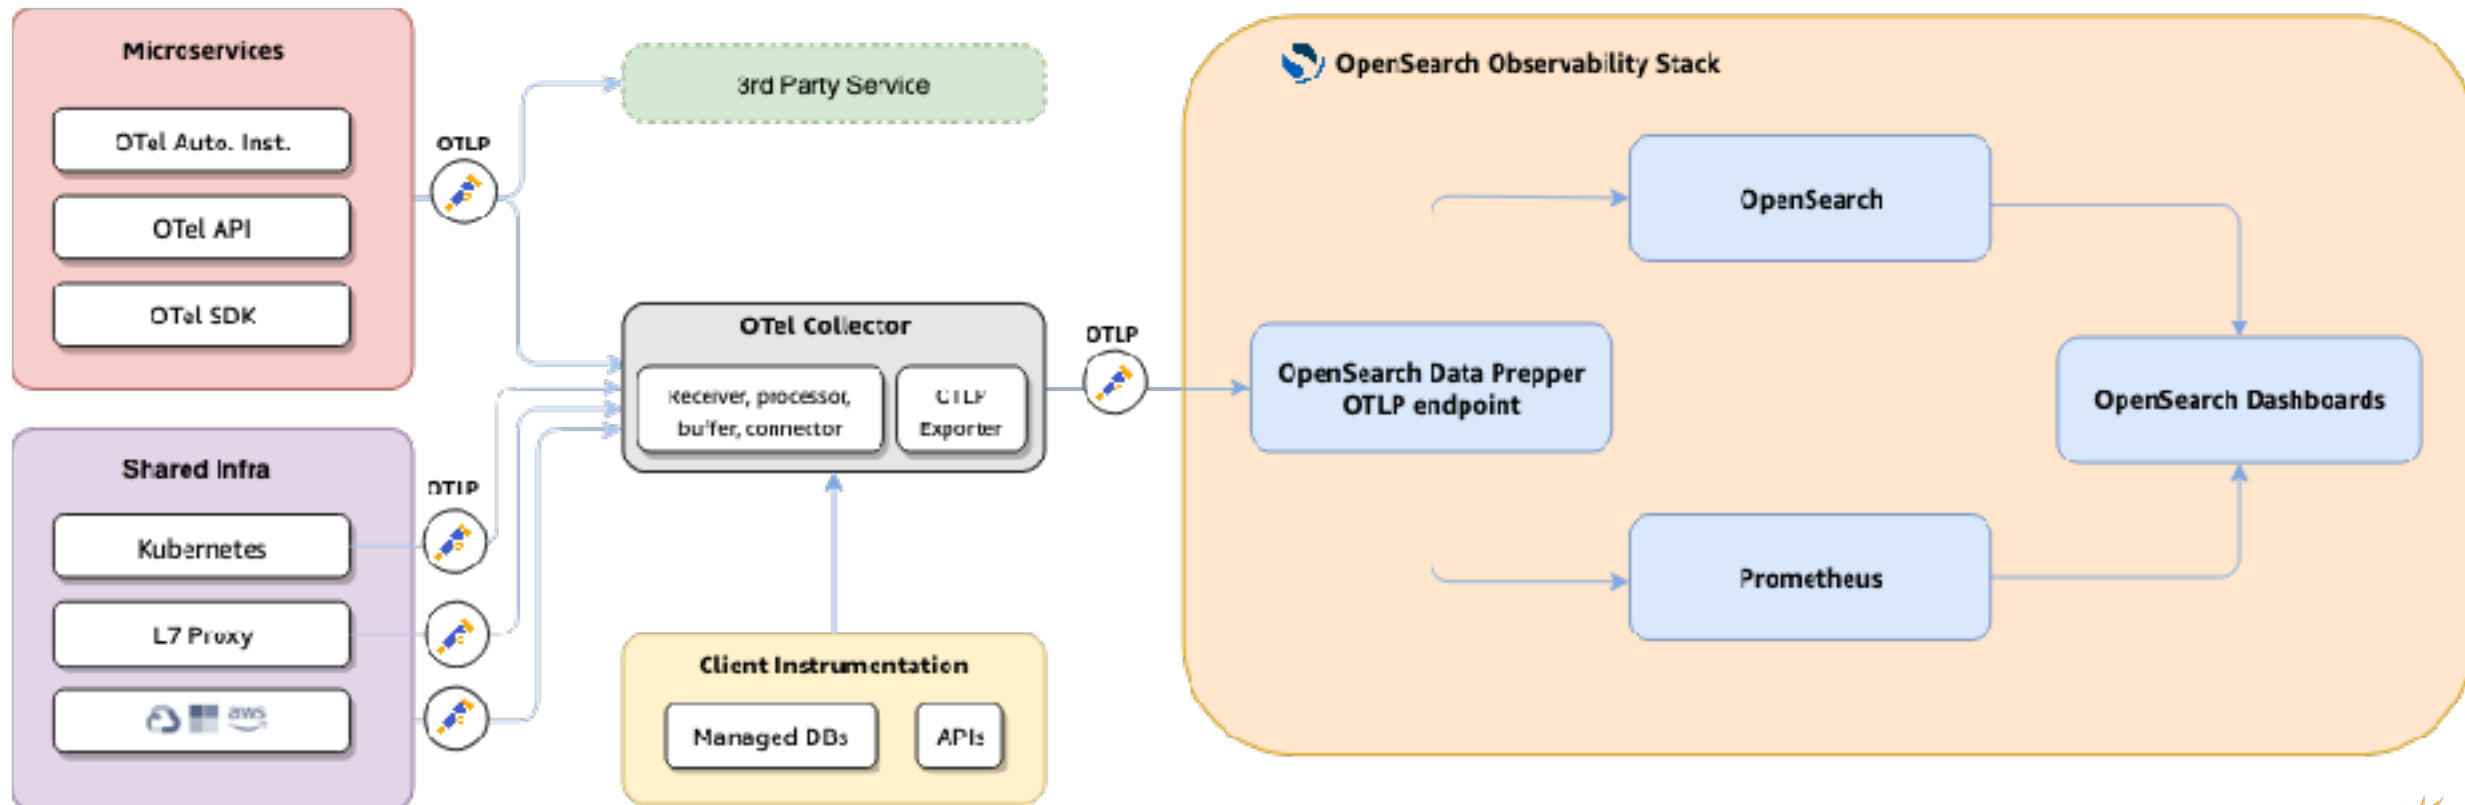 Microservices
OTel Auto. Inst.
OTel API
OTel SDK
OTLP
3rd Party Service
Shared Infra
Kubernetes
L7 Proxy
aws
OTLP
OTel Collector
Receiver, processor,
buffer, connector
OTLP
Exporter
Client Instrumentation
Managed DBs
APIs
OTLP
OpenSearch Observability Stack
OpenSearch Data Prepper
OTLP endpoint
OpenSearch
Prometheus
OpenSearch Dashboards